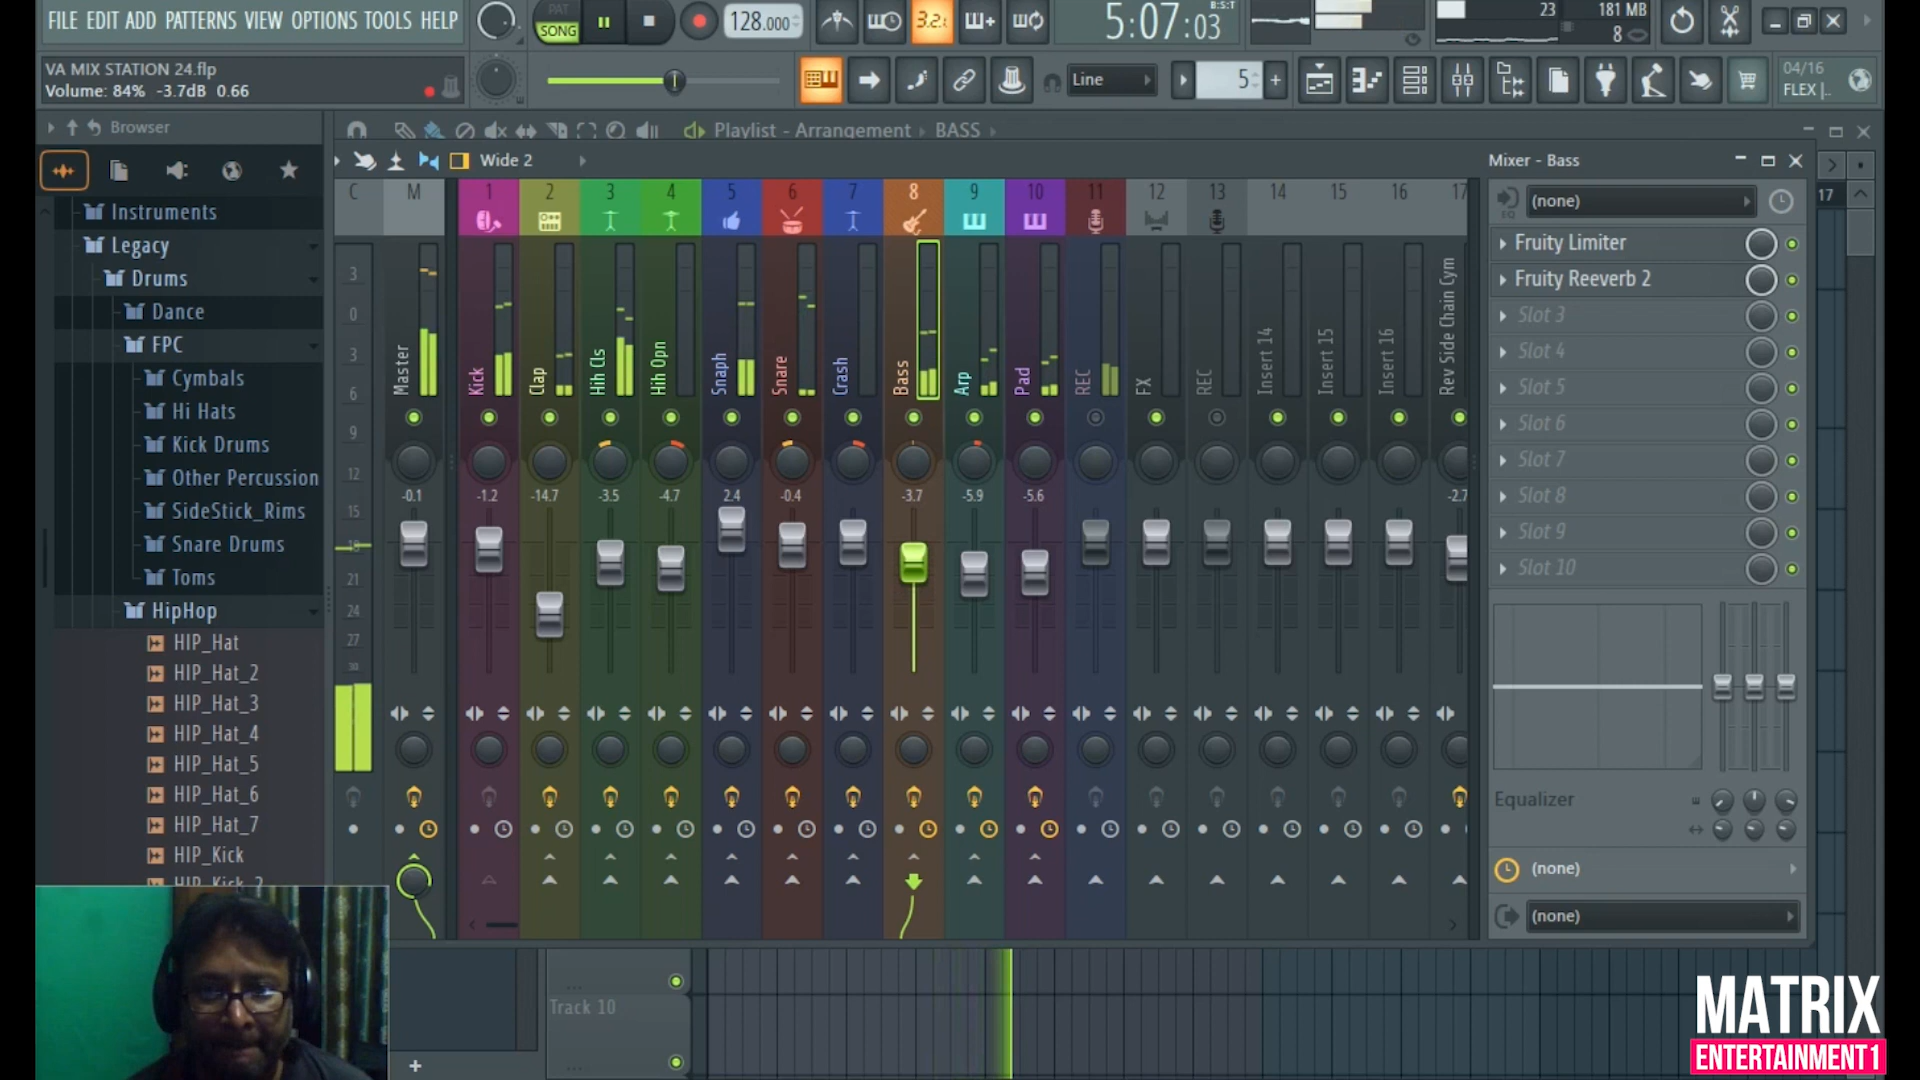 FILE EDIT ADD PATTERNS VIEW OPTIONS TOOLS HELP
PAT
SONG
128.000
3.2
5:07:03
B:S:T
23
181 MB
8
VA MIX STATION 24.flp
Volume: 84% -3.7dB 0.66
Line
5
04/16
FLEX |..
Browser
Playlist - Arrangement
BASS
Wide 2
Mixer - Bass
17
Instruments
Legacy
Drums
Dance
FPC
Cymbals
Hi Hats
Kick Drums
Other Percussion
SideStick_Rims
Snare Drums
Toms
HipHop
HIP_Hat
HIP_Hat_2
HIP_Hat_3
HIP_Hat_4
HIP_Hat_5
HIP_Hat_6
HIP_Hat_7
HIP_Kick
HIP_Kick_2
C M 1 2 3 4 5 6 7 8 9 10 11 12 13 14 15 16 17
3
0
3
6
9
12
15
18
21
24
27
30
Master
Kick
Clap
Hih Cls
Hih Opn
Snaph
Snare
Crash
Bass
Arp
Pad
REC
FX
REC
Insert 14
Insert 15
Insert 16
Rev Side Chain Cym
-0.1 -1.2 -14.7 -3.5 -4.7 2.4 -0.4 -3.7 -5.9 -5.6 -2.7
(none)
EQ
Fruity Limiter
Fruity Reeverb 2
Slot 3
Slot 4
Slot 5
Slot 6
Slot 7
Slot 8
Slot 9
Slot 10
Equalizer
(none)
(none)
Track 10
MATRIX
ENTERTAINMENT1